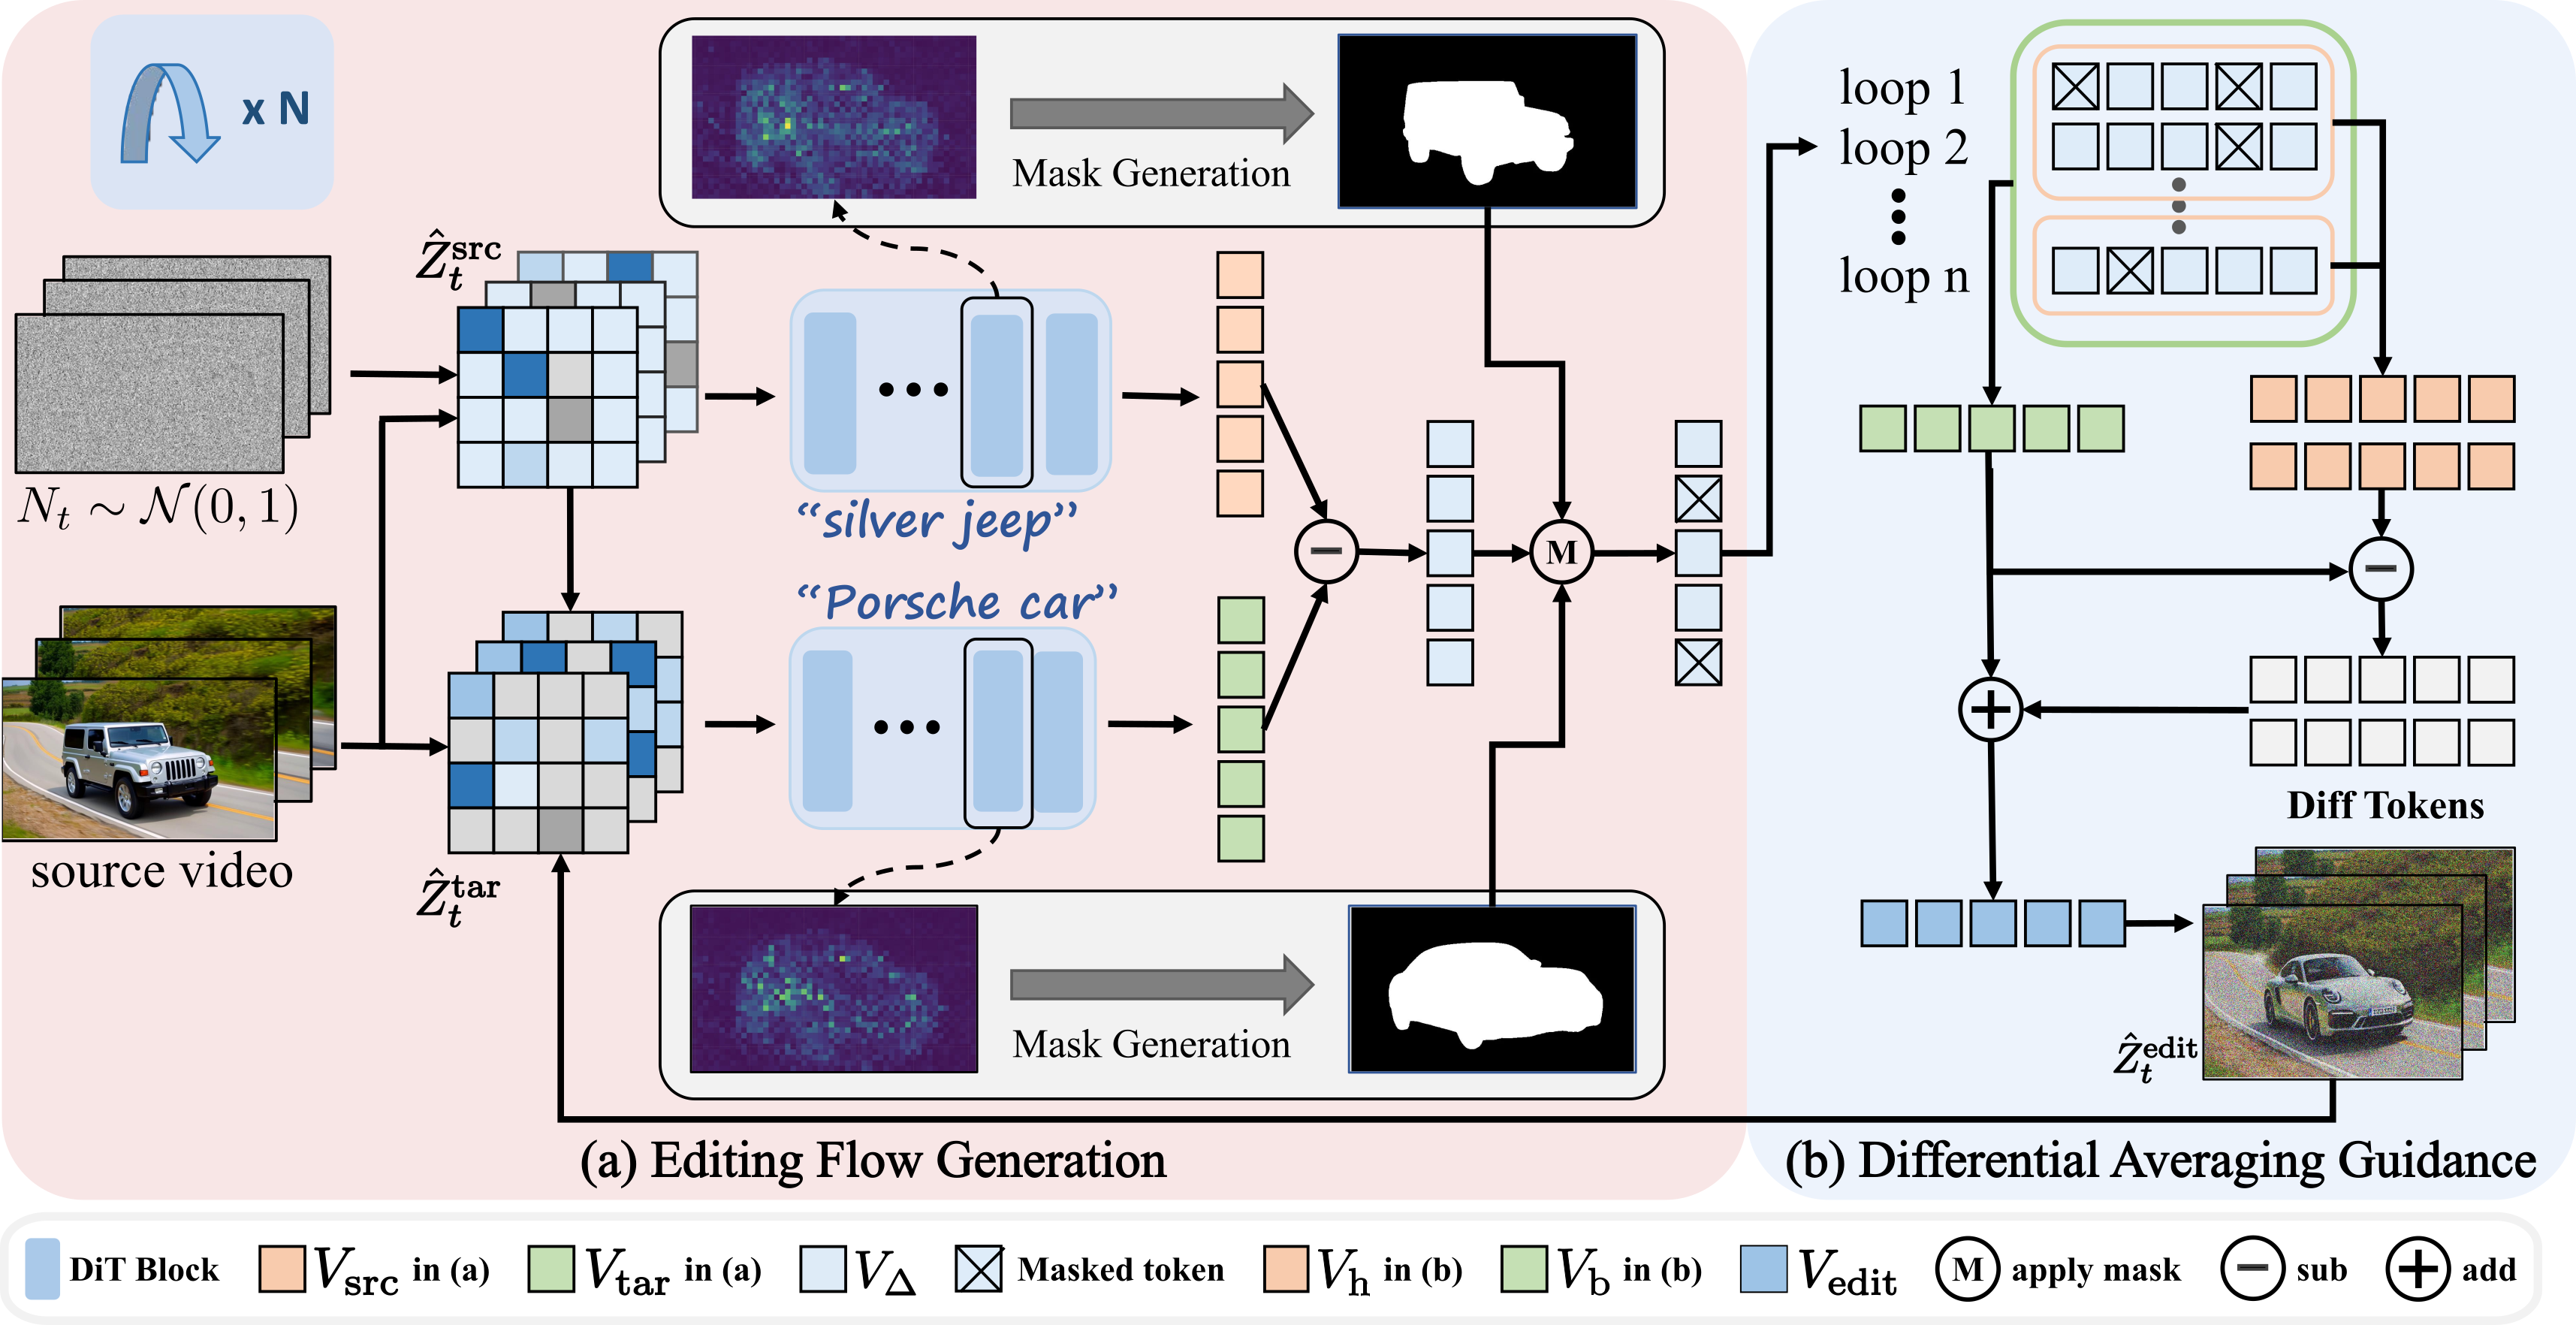 x N
Mask Generation
loop 1
loop 2
loop n
$\hat{Z}_t^{\text{src}}$
$N_t \sim \mathcal{N}(0, 1)$
“silver jeep”
“Porsche car”
M
source video
$\hat{Z}_t^{\text{tar}}$
Mask Generation
Diff Tokens
$\hat{Z}_t^{\text{edit}}$
(a) Editing Flow Generation
(b) Differential Averaging Guidance
DiT Block $V_{\text{src}}$ in (a) $V_{\text{tar}}$ in (a) $V_{\Delta}$ Masked token $V_{\text{h}}$ in (b) $V_{\text{b}}$ in (b) $V_{\text{edit}}$ M apply mask sub add